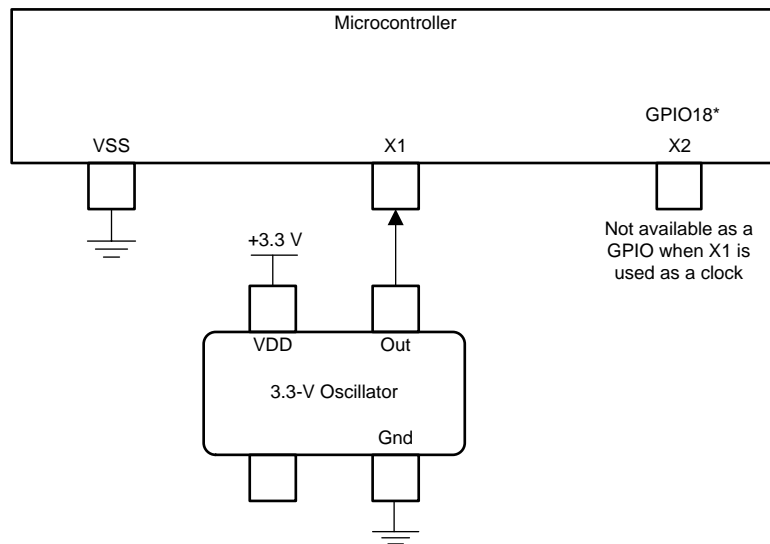 Microcontroller
GPIO18*
VSS
X1
X2
Not available as a
GPIO when X1 is
used as a clock
+3.3 V
VDD
Out
3.3-V Oscillator
Gnd